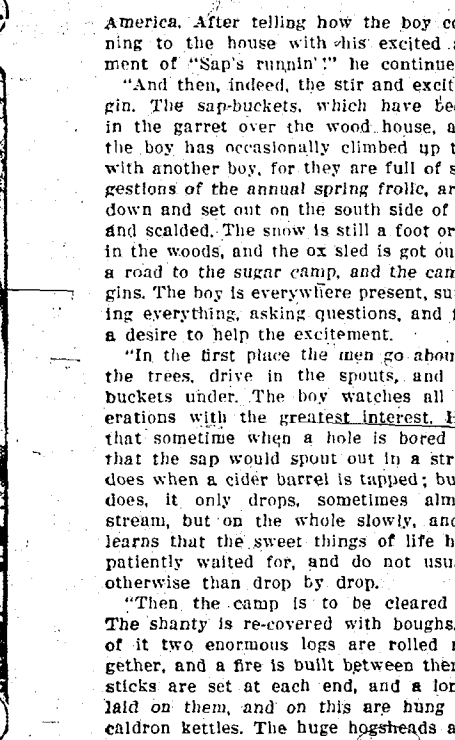 America. After telling how the boy co
ning to the house with his excited a
ment of "Sap's runnin'!" he continue
"And then, indeed, the stir and excit
gin. The sap-buckets, which have be
in the garret over the wood house, a
the boy has occasionally climbed up t
with another boy, for they are full of s
gestions of the annual spring frolic, ar
down and set out on the south side of
and scalded. The snow is still a foot or
in the woods, and the ox sled is got ou
a road to the sugar camp, and the cam
gins. The boy is everywhere present, su
ing everything, asking questions, and f
a desire to help the excitement.
"In the first place the men go abou
the trees, drive in the spouts, and
buckets under. The boy watches all
erations with the greatest interest. H
that sometime when a hole is bored
that the sap would spout out in a str
does when a cider barrel is tapped; bu
does, it only drops, sometimes alm
stream, but on the whole slowly, and
learns that the sweet things of life h
patiently waited for, and do not usu
otherwise than drop by drop.
"Then the camp is to be cleared
The shanty is re-covered with boughs.
of it two enormous logs are rolled n
gether, and a fire is built between the
sticks are set at each end, and a lon
laid on them, and on this are hung
caldron kettles. The huge hogsheads a